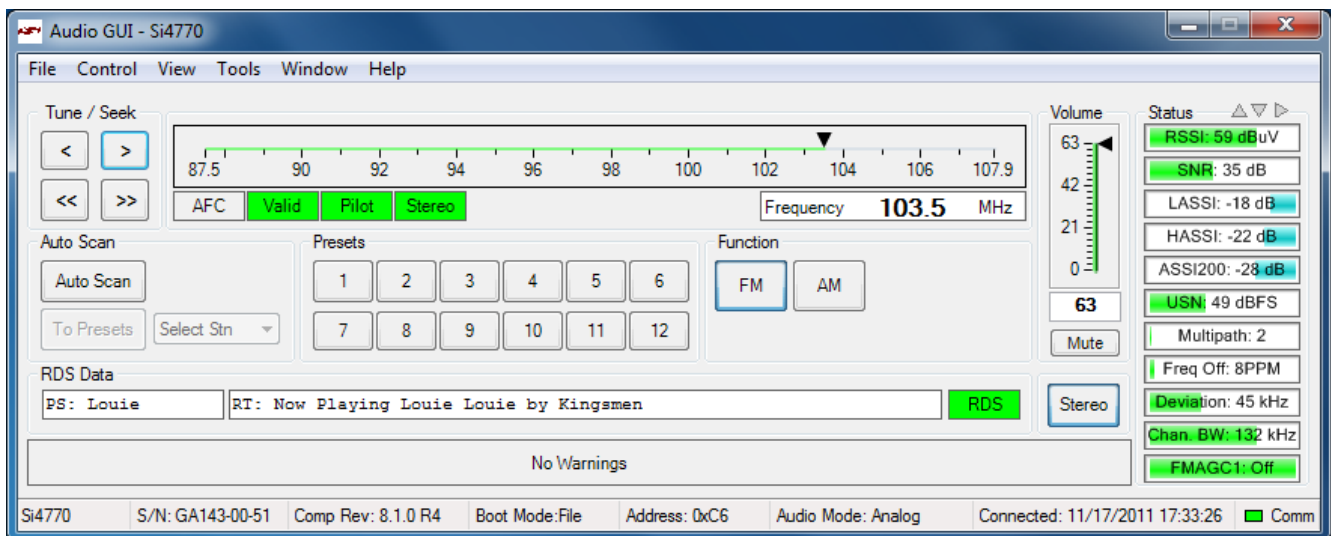 Audio GUI - Si4770
File Control View Tools Window Help
Tune / Seek
< >
<< >>
87.5 90 92 94 96 98 100 102 104 106 107.9
AFC Valid Pilot Stereo
Frequency 103.5 MHz
Volume
63
42
21
0
63
Mute
Status
RSSI: 59 dBuV
SNR: 35 dB
LASSI: -18 dB
HASSI: -22 dB
ASSI200: -28 dB
USN: 49 dBFS
Multipath: 2
Freq Off: 8PPM
Deviation: 45 kHz
Chan. BW: 132 kHz
FMAGC1: Off
Auto Scan
Auto Scan
To Presets Select Stn
Presets
1 2 3 4 5 6
7 8 9 10 11 12
Function
FM AM
RDS Data
PS: Louie RT: Now Playing Louie Louie by Kingsmen RDS
Stereo
No Warnings
Si4770 S/N: GA143-00-51 Comp Rev: 8.1.0 R4 Boot Mode:File Address: 0xC6 Audio Mode: Analog Connected: 11/17/2011 17:33:26 Comm